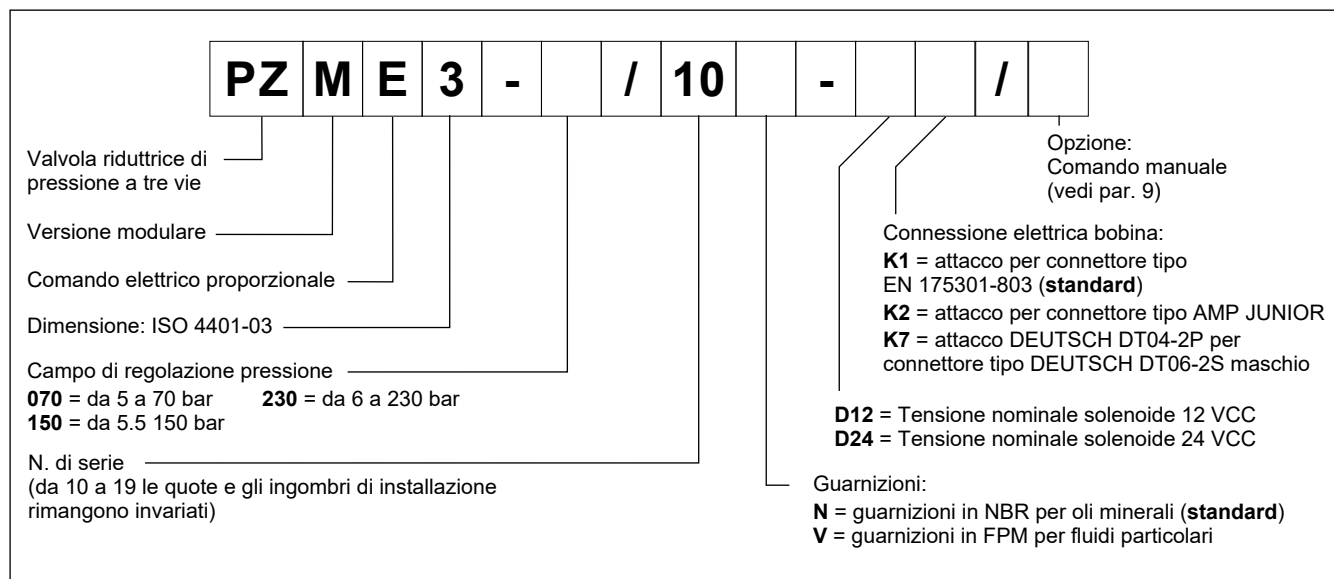 PZ M E 3 - / 10 - /
Valvola riduttrice di
pressione a tre vie
Versione modulare
Comando elettrico proporzionale
Dimensione: ISO 4401-03
Campo di regolazione pressione
070 = da 5 a 70 bar 230 = da 6 a 230 bar
150 = da 5.5 150 bar
N. di serie
(da 10 a 19 le quote e gli ingombri di installazione
rimangono invariati)
Opzione:
Comando manuale
(vedi par. 9)
Connessione elettrica bobina:
K1 = attacco per connettore tipo
EN 175301-803 (standard)
K2 = attacco per connettore tipo AMP JUNIOR
K7 = attacco DEUTSCH DT04-2P per
connettore tipo DEUTSCH DT06-2S maschio
D12 = Tensione nominale solenoide 12 VCC
D24 = Tensione nominale solenoide 24 VCC
Guarnizioni:
N = guarnizioni in NBR per oli minerali (standard)
V = guarnizioni in FPM per fluidi particolari